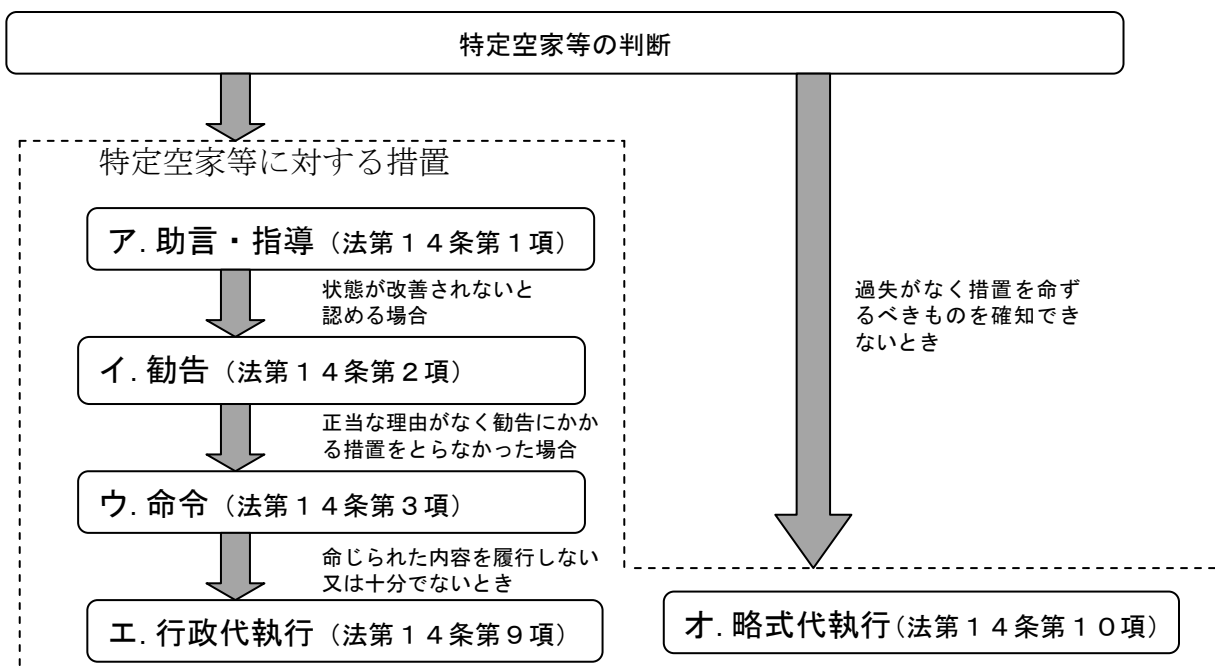 特定空家等の判断
特定空家等に対する措置
ア.助言・指導（法第１４条第１項）
状態が改善されないと
認める場合
イ.勧告（法第１４条第２項）
正当な理由がなく勧告にかか
る措置をとらなかった場合
ウ.命令（法第１４条第３項）
命じられた内容を履行しない
又は十分でないとき
エ.行政代執行（法第１４条第９項）
過失がなく措置を命ず
るべきものを確知でき
ないとき
オ.略式代執行（法第１４条第１０項）